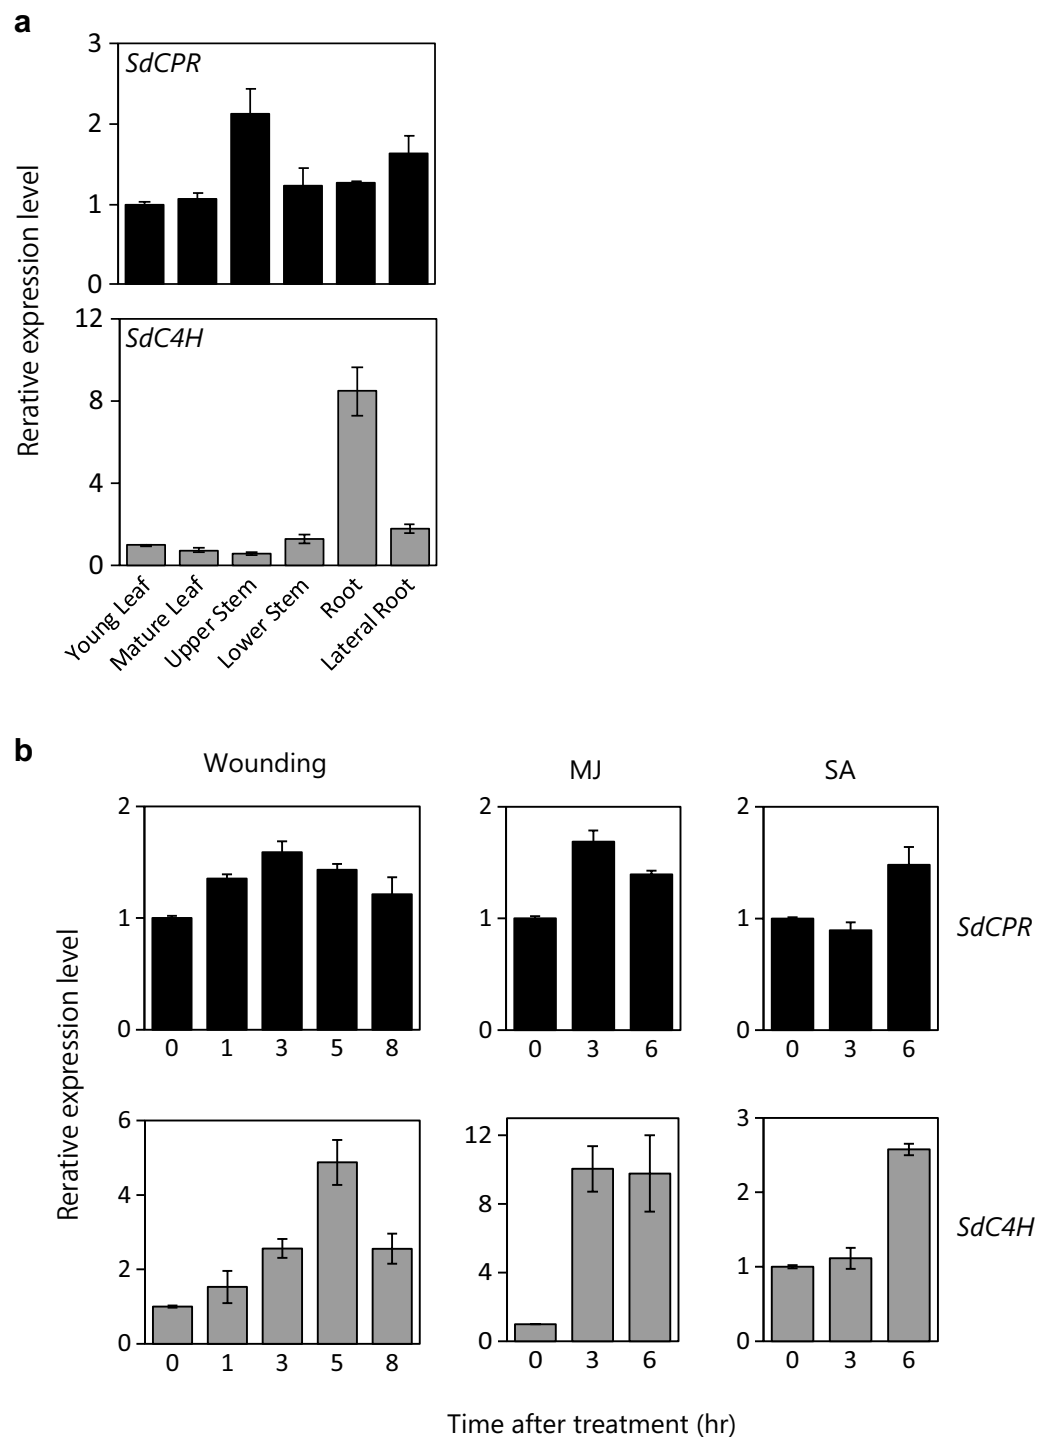 a
3
SdCPR
2
1
0
12
SdC4H
8
4
0
Rerative expression level
Young Leaf
Mature Leaf
Upper Stem
Lower Stem
Root
Lateral Root
b
Wounding
MJ
SA
2
1
0
0 1 3 5 8
2
1
0
0 3 6
2
1
0
0 3 6
SdCPR
Rerative expression level
6
4
2
0
0 1 3 5 8
12
8
4
0
0 3 6
3
2
1
0
0 3 6
SdC4H
Time after treatment (hr)